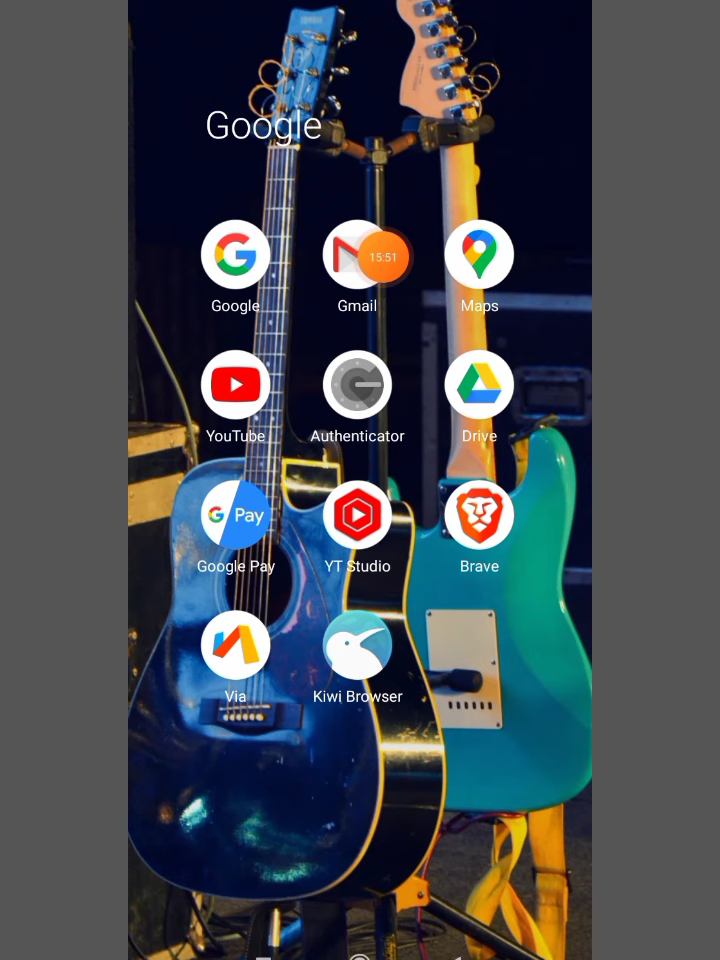 Google
15:51
Google
Gmail
Maps
YouTube
Authenticator
Drive
G Pay
Google Pay
YT Studio
Brave
Via
Kiwi Browser